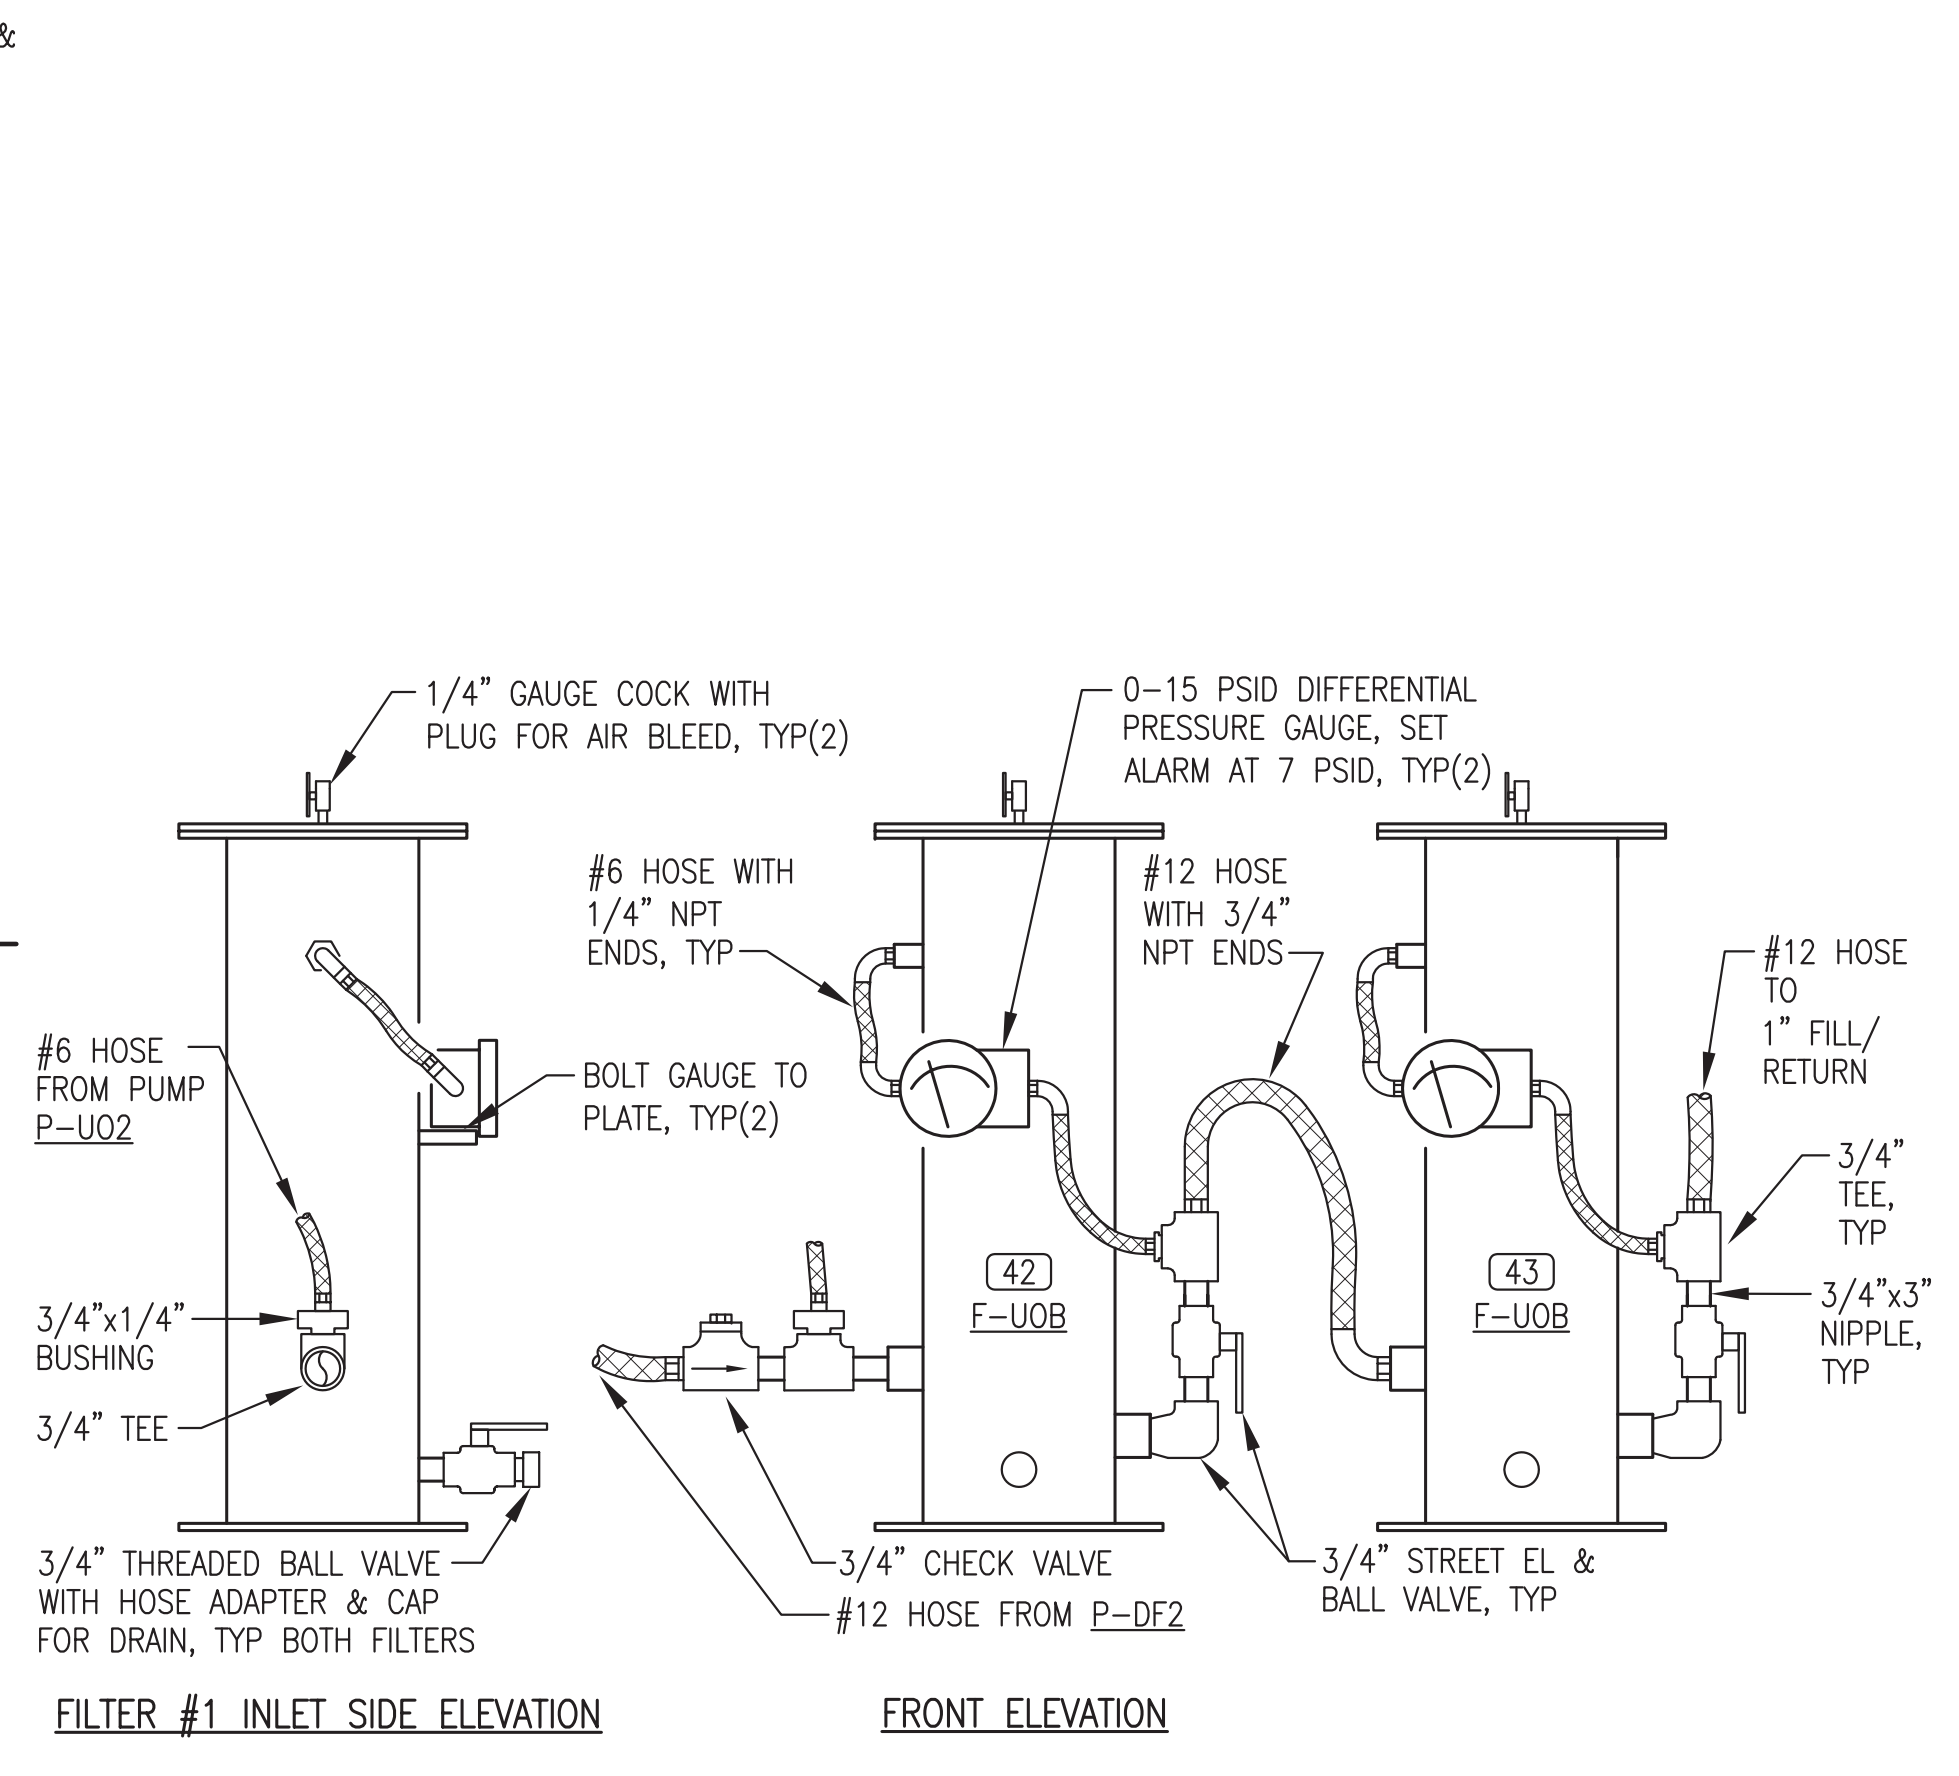 &
1/4" GAUGE COCK WITH
PLUG FOR AIR BLEED, TYP(2)
0-15 PSID DIFFERENTIAL
PRESSURE GAUGE, SET
ALARM AT 7 PSID, TYP(2)
#6 HOSE WITH
1/4" NPT
ENDS, TYP
#12 HOSE
WITH 3/4"
NPT ENDS
#12 HOSE
TO
1" FILL/
RETURN
#6 HOSE
FROM PUMP
P-UO2
BOLT GAUGE TO
PLATE, TYP(2)
3/4"
TEE,
TYP
42
F-UOB
43
F-UOB
3/4"x3"
NIPPLE,
TYP
3/4"x1/4"
BUSHING
3/4" TEE
3/4" THREADED BALL VALVE
WITH HOSE ADAPTER & CAP
FOR DRAIN, TYP BOTH FILTERS
3/4" CHECK VALVE
#12 HOSE FROM P-DF2
3/4" STREET EL &
BALL VALVE, TYP
FILTER #1 INLET SIDE ELEVATION
FRONT ELEVATION